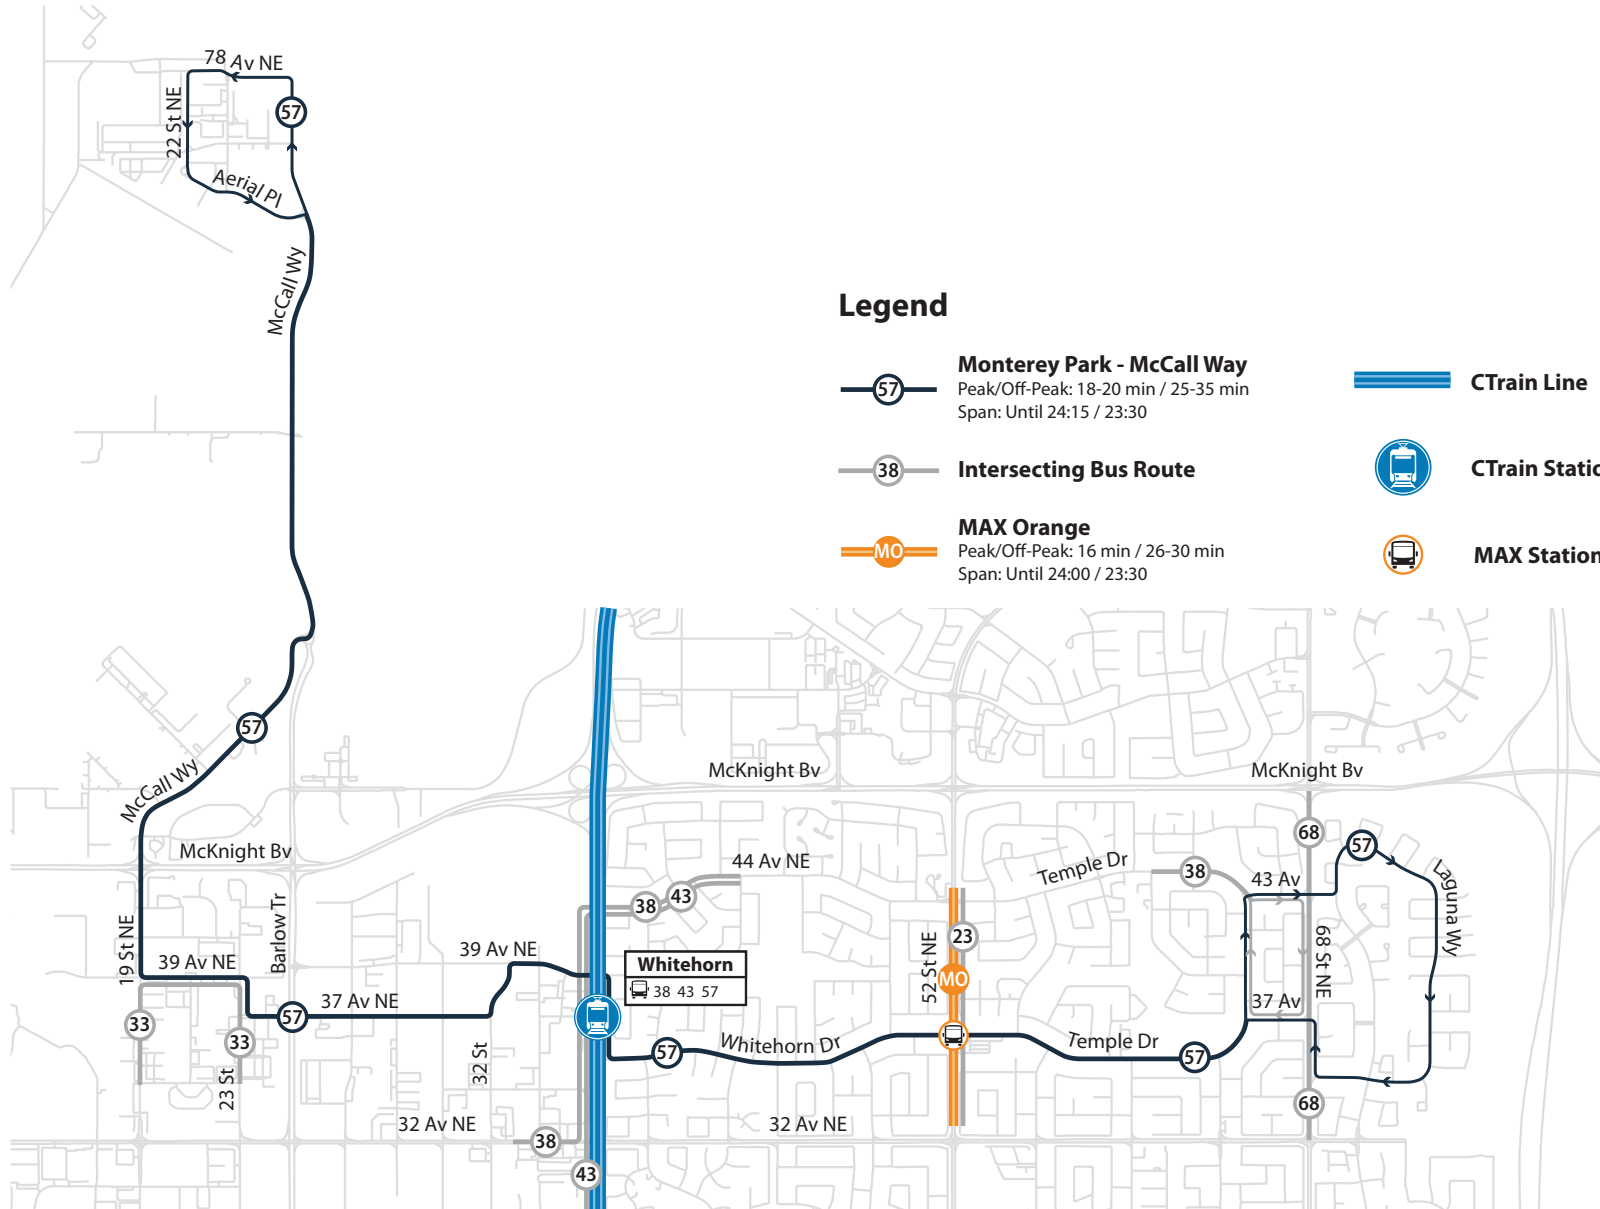 78 Av NE
57
22 St NE
Aerial Pl
McCall Wy
Legend
57
Monterey Park - McCall Way
Peak/Off-Peak: 18-20 min / 25-35 min
Span: Until 24:15 / 23:30
CTrain Line
38
Intersecting Bus Route
CTrain Static
MO
MAX Orange
Peak/Off-Peak: 16 min / 26-30 min
Span: Until 24:00 / 23:30
MAX Station
57
McCall Wy
McKnight Bv
McKnight Bv
McKnight Bv
68
57
44 Av NE
Temple Dr
38
43 Av
Laguna Wy
38
43
19 St NE
39 Av NE
Barlow Tr
39 Av NE
Whitehorn
38 43 57
52 St NE
23
MO
68 St NE
37 Av NE
57
37 Av
33
33
23 St
32 St
57
Whitehorn Dr
Temple Dr
57
68
32 Av NE
38
32 Av NE
43